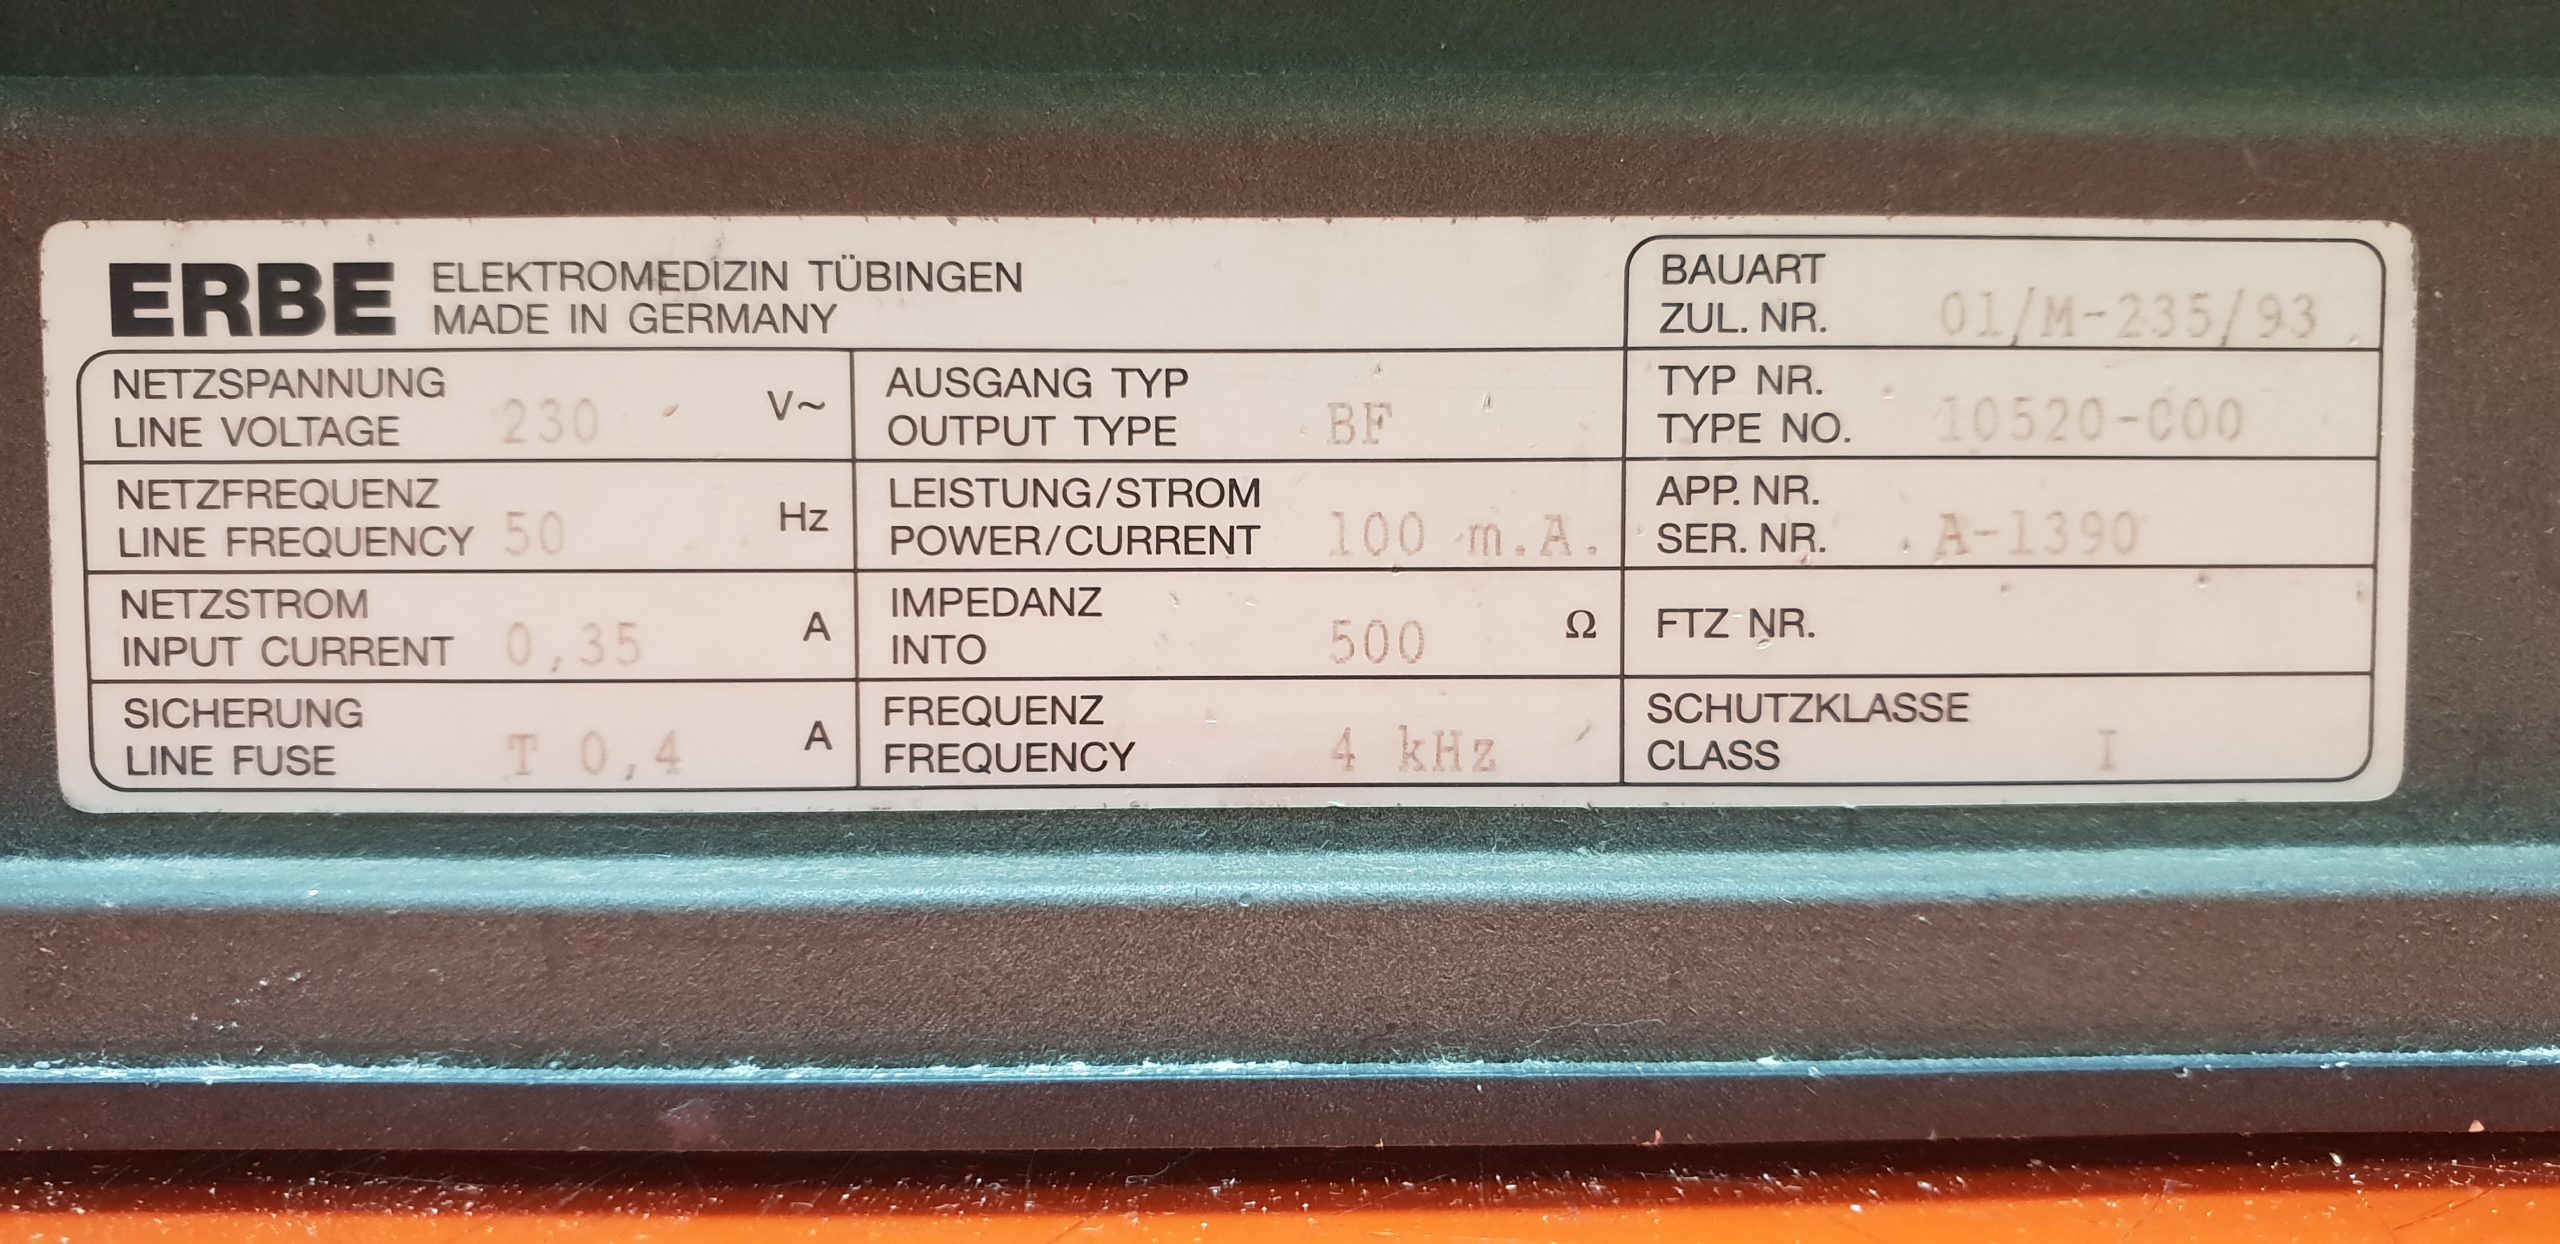 ERBE ELEKTROMEDIZIN TÜBINGEN
MADE IN GERMANY
BAUART
ZUL. NR. 01/M-235/93
NETZSPANNUNG
LINE VOLTAGE 230 V~
AUSGANG TYP
OUTPUT TYPE BF
TYP NR.
TYPE NO. 10520-C00
NETZFREQUENZ
LINE FREQUENCY 50 Hz
LEISTUNG/STROM
POWER/CURRENT 100 m.A.
APP. NR.
SER. NR. A-1390
NETZSTROM
INPUT CURRENT 0,35 A
IMPEDANZ
INTO 500 Ω
FTZ NR.
SICHERUNG
LINE FUSE T 0,4 A
FREQUENZ
FREQUENCY 4 kHz
SCHUTZKLASSE
CLASS I